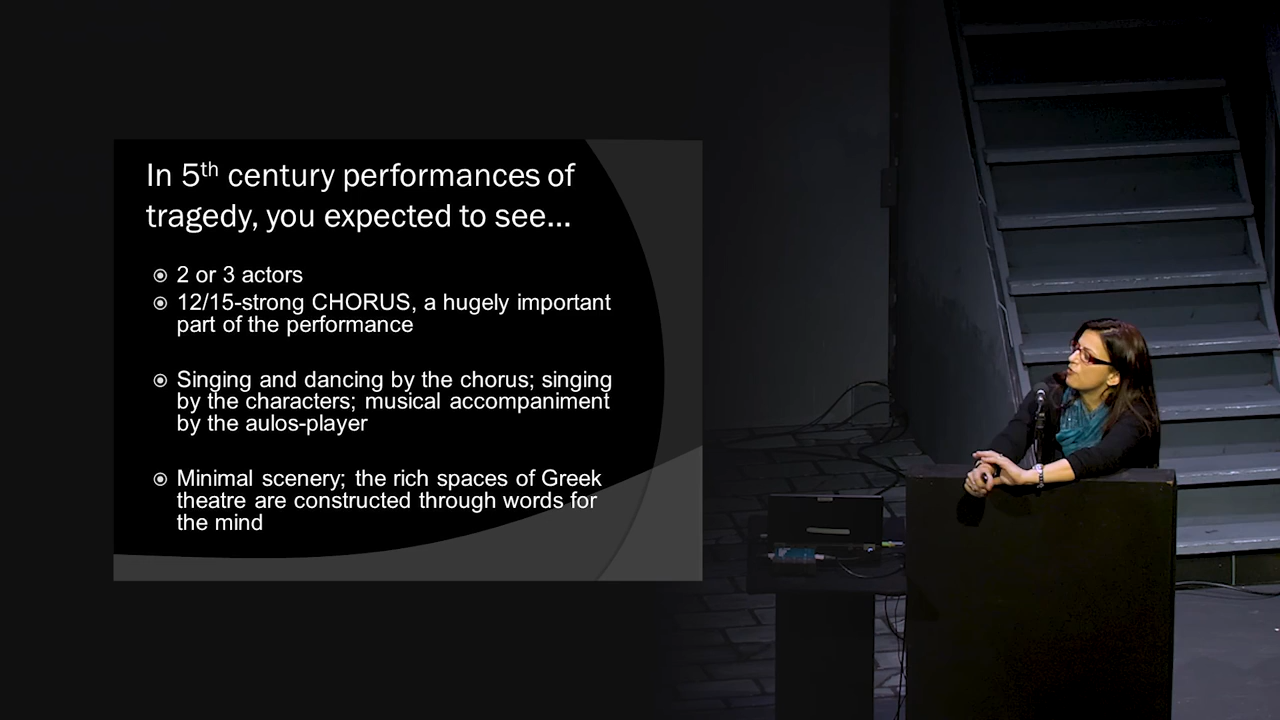 In 5th century performances of
tragedy, you expected to see...
2 or 3 actors
12/15-strong CHORUS, a hugely important
part of the performance
Singing and dancing by the chorus; singing
by the characters; musical accompaniment
by the aulos-player
Minimal scenery; the rich spaces of Greek
theatre are constructed through words for
the mind